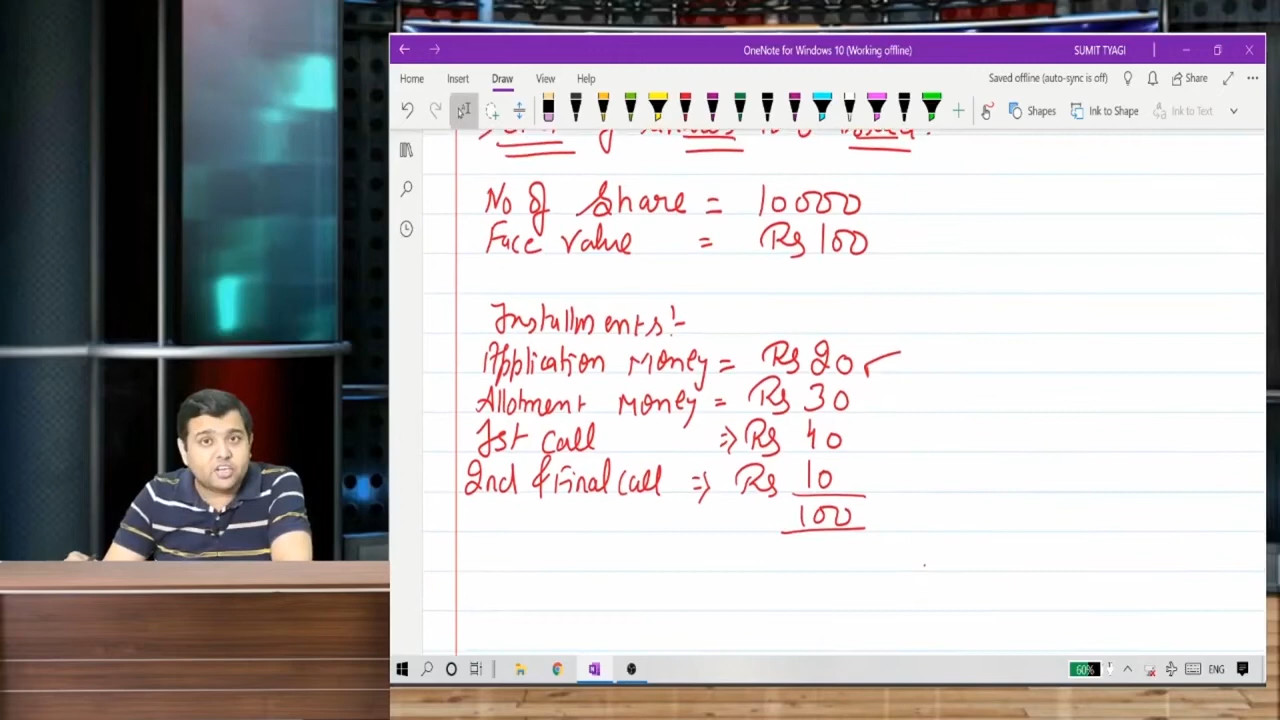 OneNote for Windows 10 (Working offline)
SUMIT TYAGI
Home Insert Draw View Help
Saved offline (auto-sync is off)
Share
Shapes
Ink to Shape
Ink to Text
No of Share = 10000
Face value = Rs 100
Installments:-
Application Money = Rs 20
Allotment Money = Rs 30
Ist Call => Rs 40
2nd & Final Call => Rs 10
100
60%
ENG